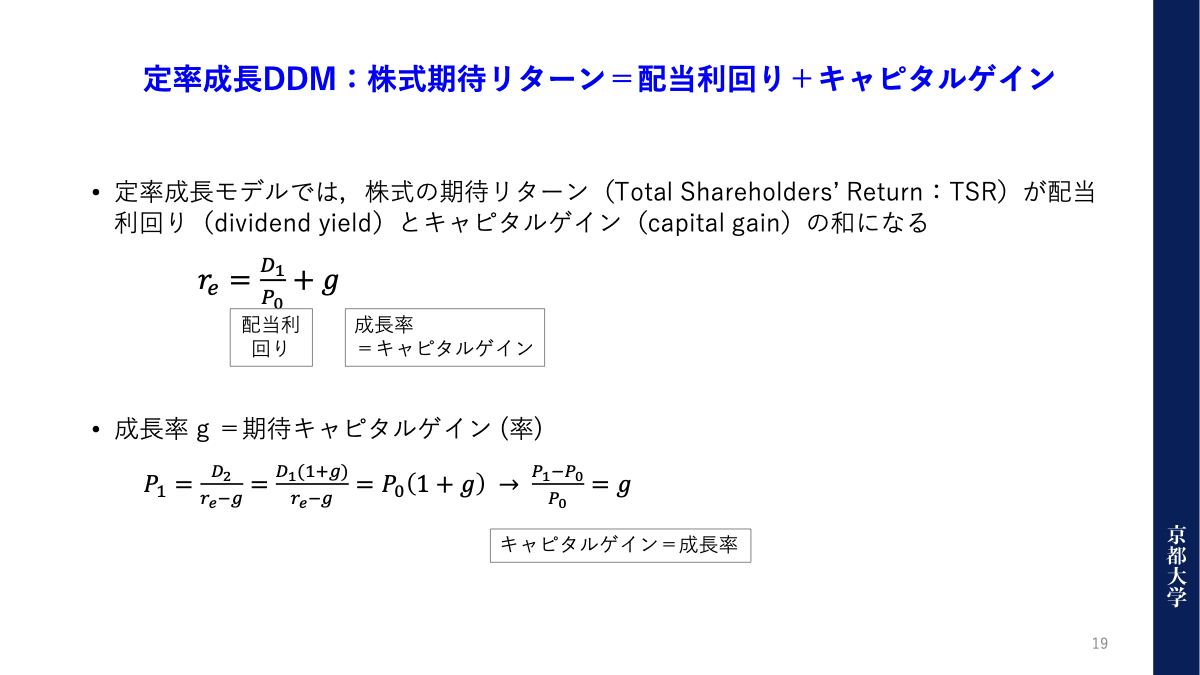 定率成長DDM：株式期待リターン＝配当利回り＋キャピタルゲイン
• 定率成長モデルでは，株式の期待リターン（Total Shareholders’ Return：TSR）が配当
利回り（dividend yield）とキャピタルゲイン（capital gain）の和になる
r_e = D_1/P_0 + g
配当利
回り
成長率
＝キャピタルゲイン
• 成長率 g ＝期待キャピタルゲイン (率)
P_1 = D_2/(r_e−g) = D_1(1+g)/(r_e−g) = P_0(1 + g) → (P_1−P_0)/P_0 = g
キャピタルゲイン＝成長率
京都大学
19